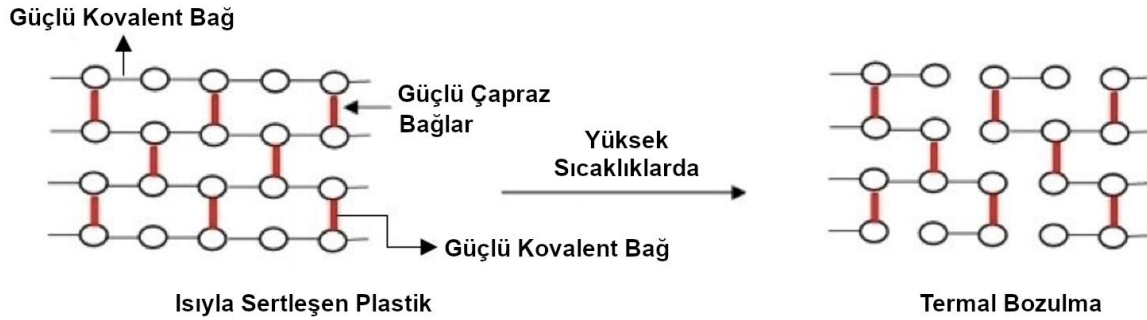 Güçlü Kovalent Bağ
Güçlü Çapraz
Bağlar
Yüksek
Sıcaklıklarda
Güçlü Kovalent Bağ
Isıyla Sertleşen Plastik
Termal Bozulma